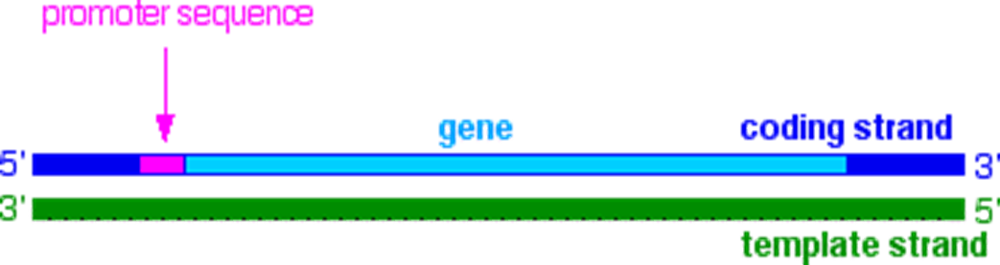 promoter sequence
gene
coding strand
5' 3'
3' 5'
template strand